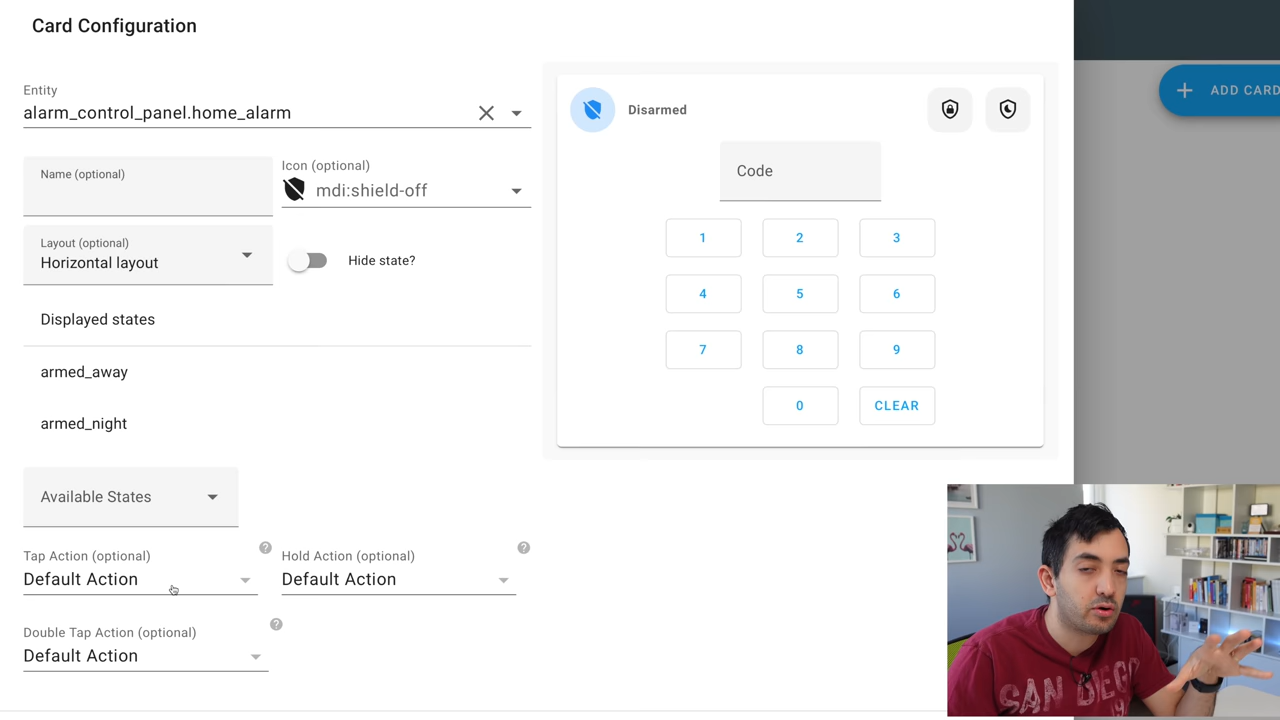 Card Configuration
Entity
alarm_control_panel.home_alarm
Name (optional)
Icon (optional)
mdi:shield-off
Layout (optional)
Horizontal layout
Hide state?
Displayed states
armed_away
armed_night
Available States
Tap Action (optional)
?
Default Action
Hold Action (optional)
?
Default Action
Double Tap Action (optional)
?
Default Action
Disarmed
Code
1 2 3
4 5 6
7 8 9
0 CLEAR
+ ADD CARD
SAN DIEGO